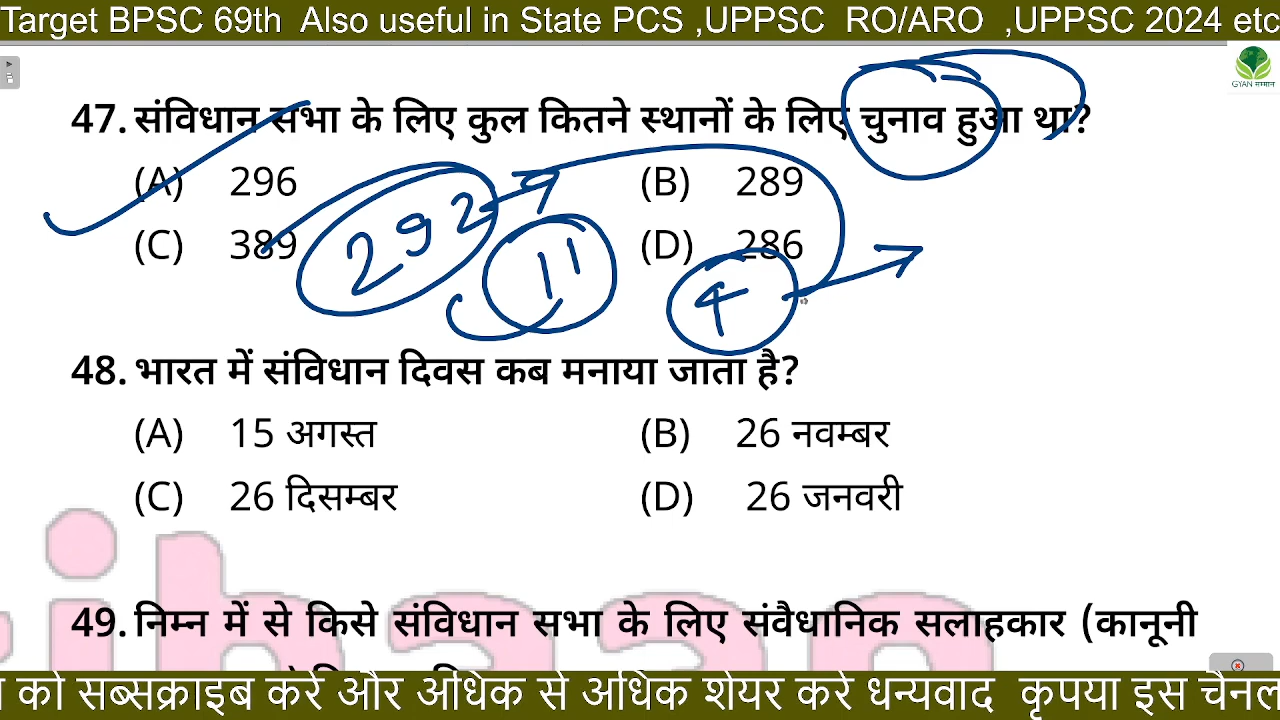 Target BPSC 69th Also useful in State PCS ,UPPSC RO/ARO ,UPPSC 2024 etc
GYAN सम्मान
47. संविधान सभा के लिए कुल कितने स्थानों के लिए चुनाव हुआ था?
(A) 296 (B) 289
(C) 389 (D) 286
292 11 4
48. भारत में संविधान दिवस कब मनाया जाता है?
(A) 15 अगस्त (B) 26 नवम्बर
(C) 26 दिसम्बर (D) 26 जनवरी
49. निम्न में से किसे संविधान सभा के लिए संवैधानिक सलाहकार (कानूनी
को सब्सक्राइब करें और अधिक से अधिक शेयर करे धन्यवाद कृपया इस चैनल